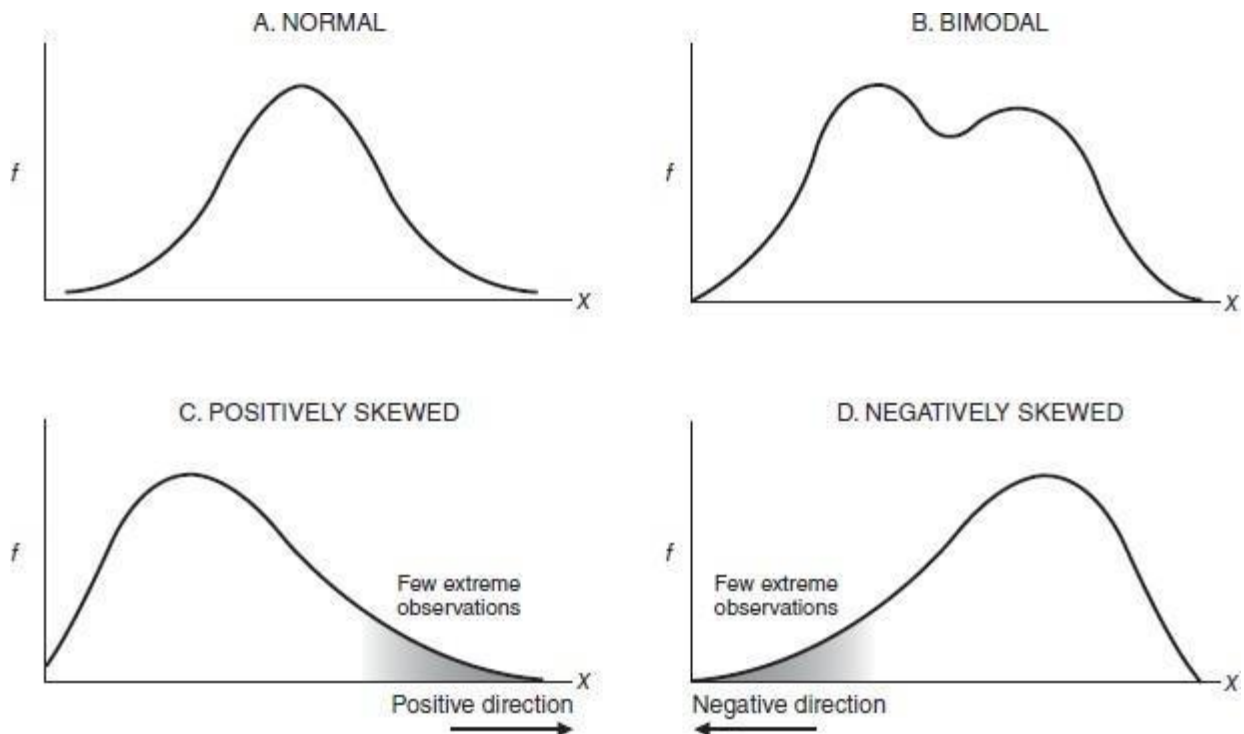 A. NORMAL
f
X
B. BIMODAL
f
X
C. POSITIVELY SKEWED
f
Few extreme
observations
X
Positive direction
D. NEGATIVELY SKEWED
f
Few extreme
observations
X
Negative direction